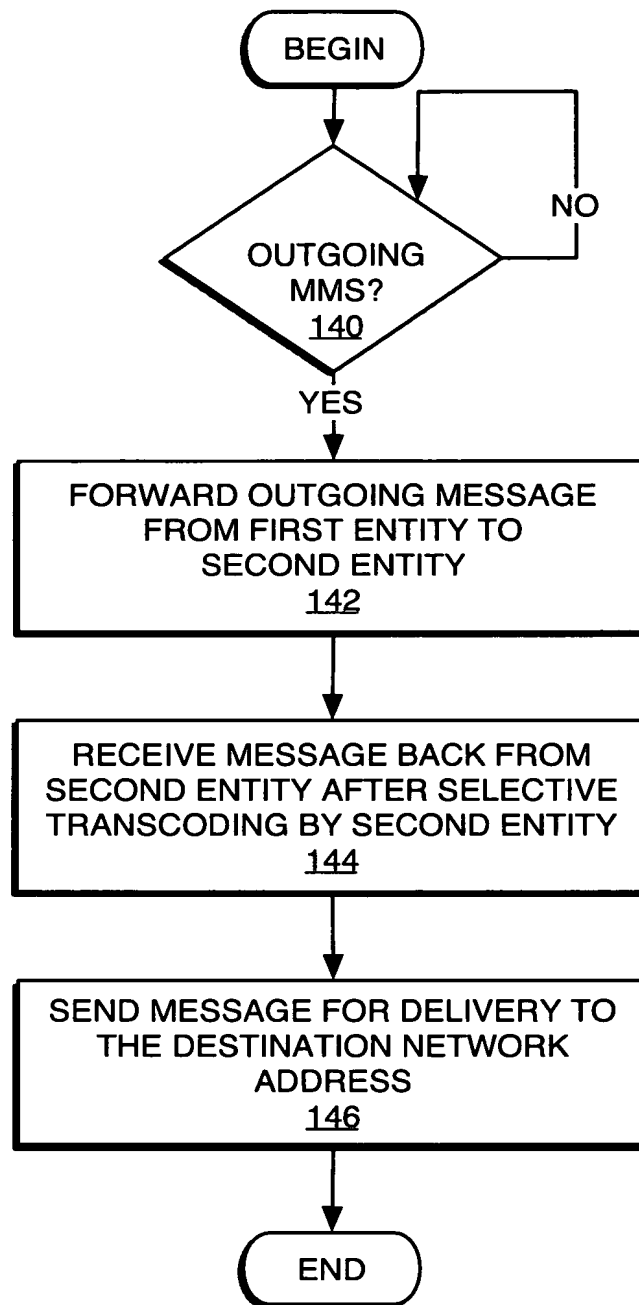 BEGIN
NO
OUTGOING
MMS?
140
YES
FORWARD OUTGOING MESSAGE
FROM FIRST ENTITY TO
SECOND ENTITY
142
RECEIVE MESSAGE BACK FROM
SECOND ENTITY AFTER SELECTIVE
TRANSCODING BY SECOND ENTITY
144
SEND MESSAGE FOR DELIVERY TO
THE DESTINATION NETWORK
ADDRESS
146
END